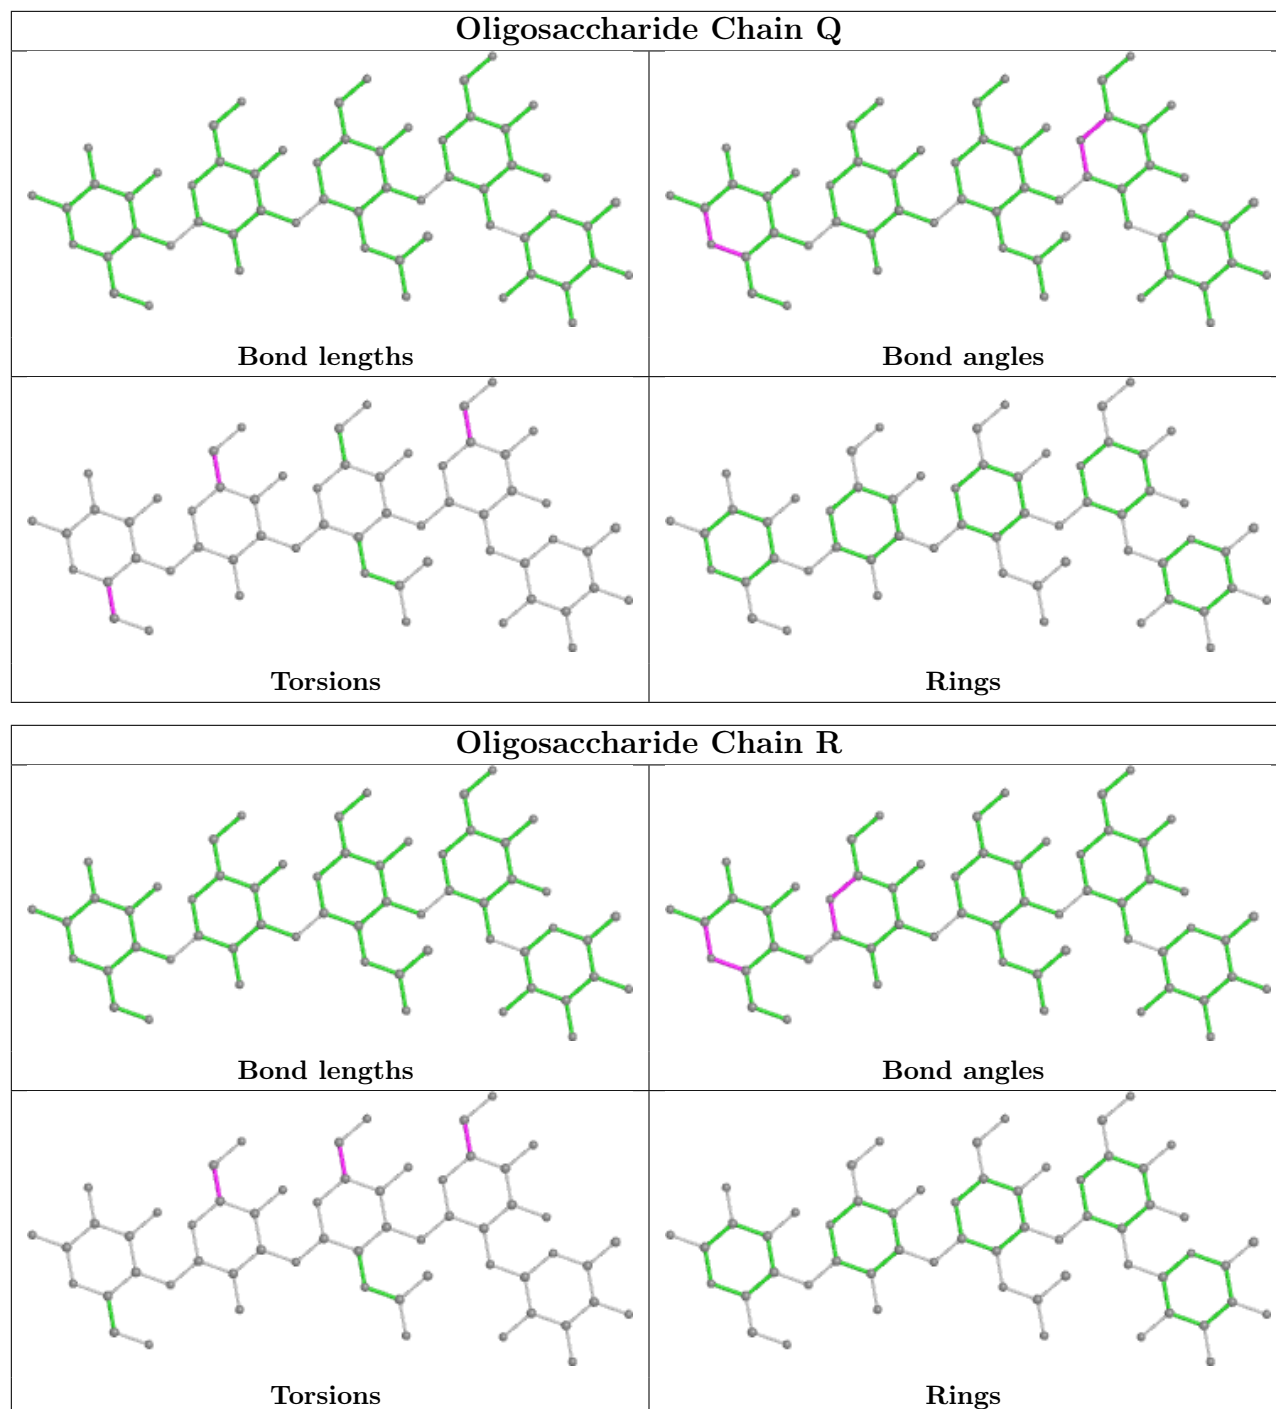 Oligosaccharide Chain Q
Bond lengths
Bond angles
Torsions
Rings
Oligosaccharide Chain R
Bond lengths
Bond angles
Torsions
Rings